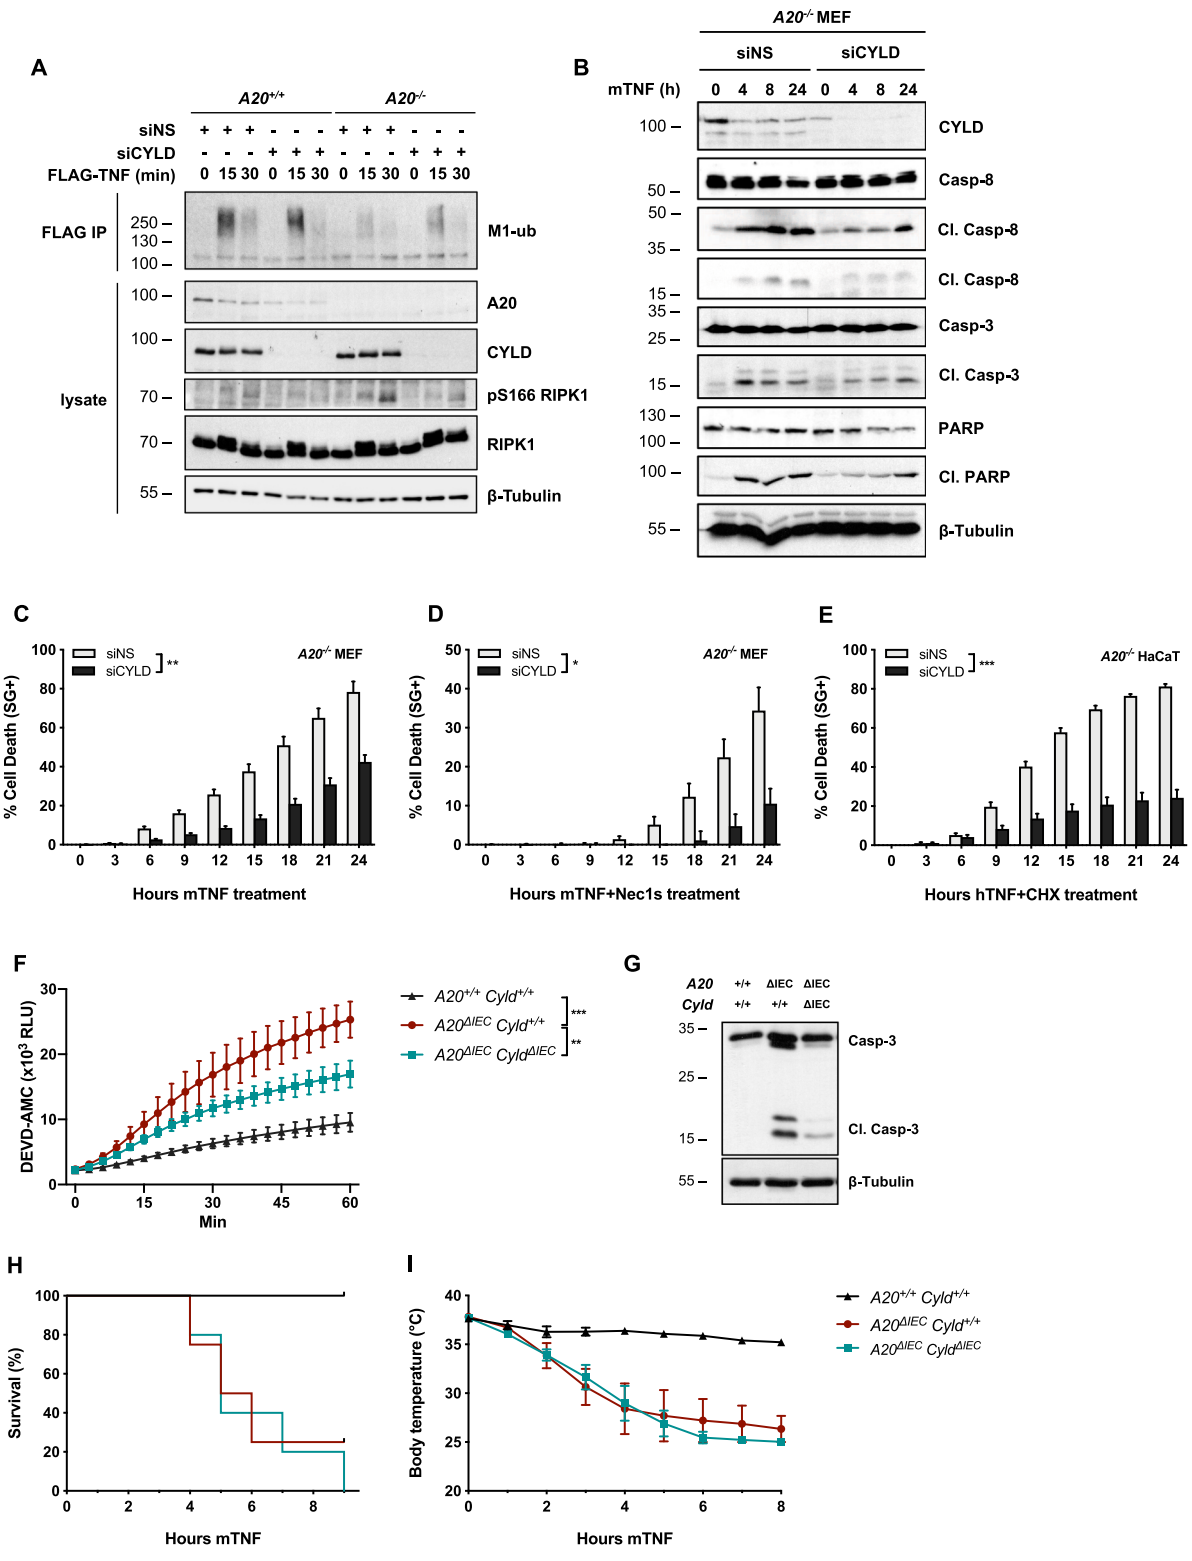 A
A20+/+ A20-/-
siNS + + + - - - + + + - - -
siCYLD - - - + + + - - - + + +
FLAG-TNF (min) 0 15 30 0 15 30 0 15 30 0 15 30
FLAG IP
250 –
130 –
100 –
M1-ub
lysate
100 –
A20
100 –
CYLD
70 –
pS166 RIPK1
70 –
RIPK1
55 –
β-Tubulin
B
A20-/- MEF
siNS siCYLD
mTNF (h) 0 4 8 24 0 4 8 24
100 –
CYLD
50 –
Casp-8
50 –
35 –
Cl. Casp-8
15 –
Cl. Casp-8
35 –
25 –
Casp-3
15 –
Cl. Casp-3
130 –
100 –
PARP
100 –
Cl. PARP
55 –
β-Tubulin
C
% Cell Death (SG+)
100
80
60
40
20
0
siNS
siCYLD
**
A20-/- MEF
0 3 6 9 12 15 18 21 24
Hours mTNF treatment
D
% Cell Death (SG+)
50
40
30
20
10
0
siNS
siCYLD
*
A20-/- MEF
0 3 6 9 12 15 18 21 24
Hours mTNF+Nec1s treatment
E
% Cell Death (SG+)
100
80
60
40
20
0
siNS
siCYLD
***
A20-/- HaCaT
0 3 6 9 12 15 18 21 24
Hours hTNF+CHX treatment
F
DEVD-AMC (x10³ RLU)
30
20
10
0
0 15 30 45 60
Min
A20+/+ Cyld+/+
A20ΔIEC Cyld+/+
A20ΔIEC CyldΔIEC
***
**
G
A20 +/+ ΔIEC ΔIEC
Cyld +/+ +/+ ΔIEC
35 –
25 –
15 –
55 –
Casp-3
Cl. Casp-3
β-Tubulin
H
Survival (%)
100
80
60
40
20
0
0 2 4 6 8
Hours mTNF
I
Body temperature (°C)
40
35
30
25
20
0 2 4 6 8
Hours mTNF
A20+/+ Cyld+/+
A20ΔIEC Cyld+/+
A20ΔIEC CyldΔIEC